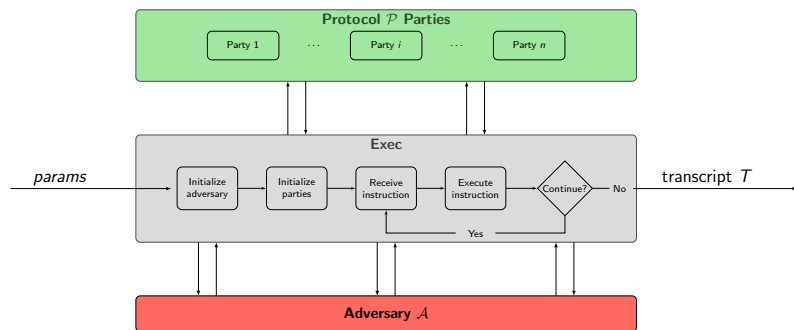 Protocol 𝒫 Parties
Party 1 ... Party i ... Party n
Exec
params
Initialize
adversary
Initialize
parties
Receive
instruction
Execute
instruction
Continue?
No
transcript T
Yes
Adversary 𝒜